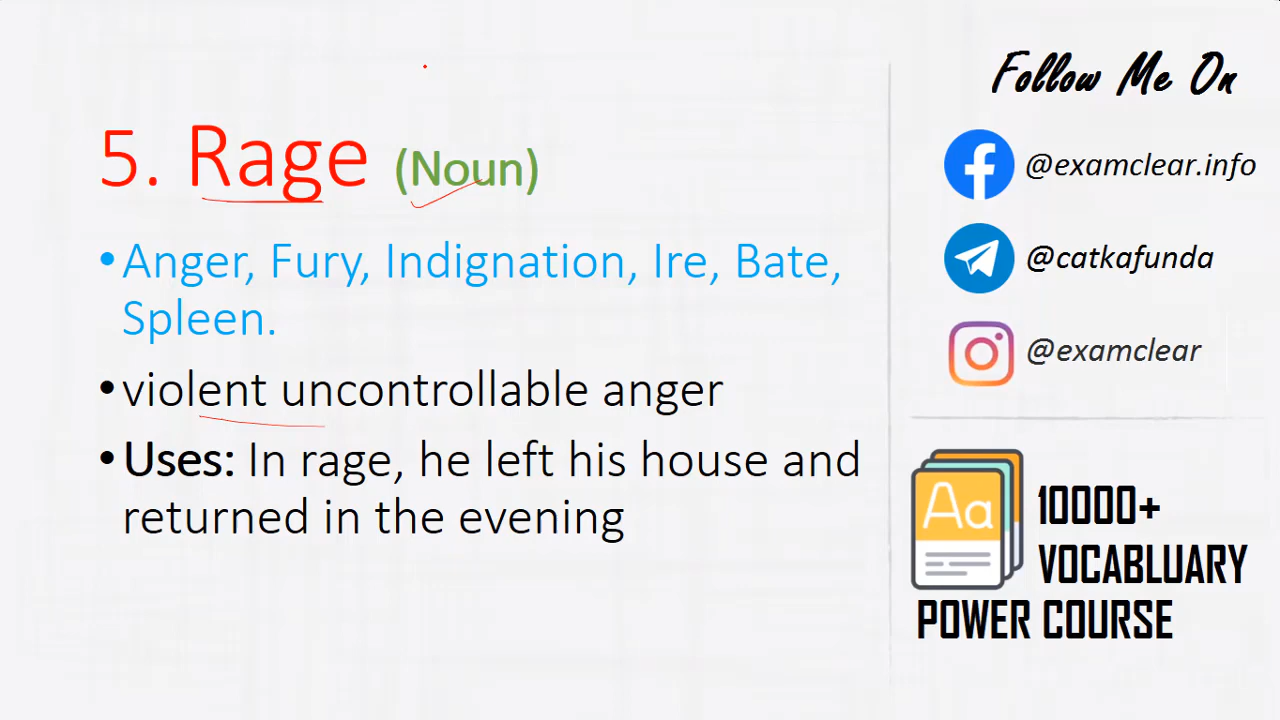 5. Rage (Noun)
•Anger, Fury, Indignation, Ire, Bate,
Spleen.
•violent uncontrollable anger
•Uses: In rage, he left his house and
returned in the evening
Follow Me On
@examclear.info
@catkafunda
@examclear
Aa
10000+
VOCABLUARY
POWER COURSE